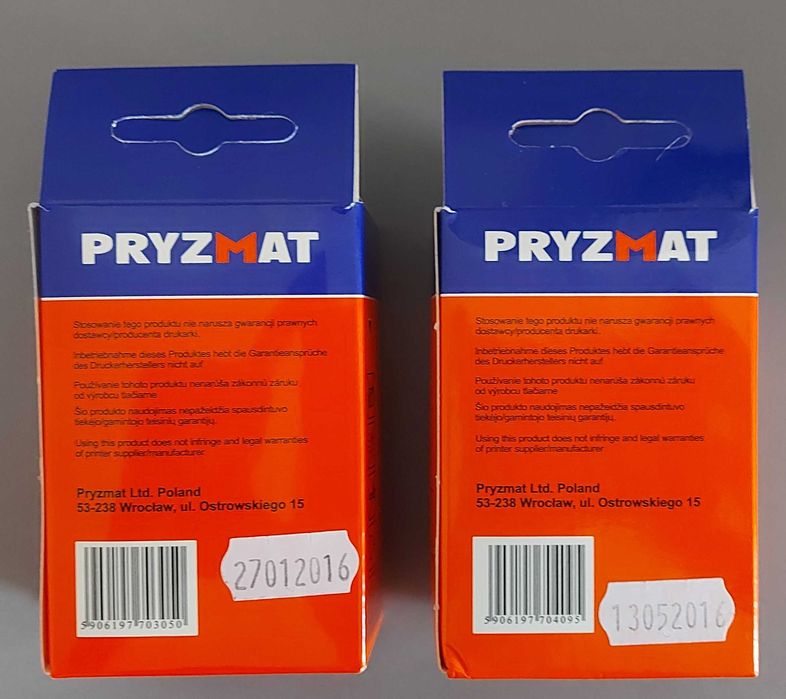 PRYZMAT
Stosowanie tego produktu nie narusza gwarancji prawnych
dostawcy/producenta drukarki.
Inbetriebnahme dieses Produktes hebt die Garantieansprüche
des Druckerherstellers nicht auf
Používanie tohoto produktu nenarúša zákonnú záruku
od výrobcu tlačiarne
Šio produkto naudojimas nepažeidžia spausdintuvo
tiekėjo/gamintojo teisinių garantijų.
Using this product does not infringe and legal warranties
of printer supplier/manufacturer
Pryzmat Ltd. Poland
53-238 Wrocław, ul. Ostrowskiego 15
27012016
5906197703050
PRYZMAT
Stosowanie tego produktu nie narusza gwarancji prawnych
dostawcy/producenta drukarki.
Inbetriebnahme dieses Produktes hebt die Garantieansprüche
des Druckerherstellers nicht auf
Používanie tohoto produktu nenarúša zákonnú záruku
od výrobcu tlačiarne
Šio produkto naudojimas nepažeidžia spausdintuvo
tiekėjo/gamintojo teisinių garantijų.
Using this product does not infringe and legal warranties
of printer supplier/manufacturer
Pryzmat Ltd. Poland
53-238 Wrocław, ul. Ostrowskiego 15
13052016
5906197704095